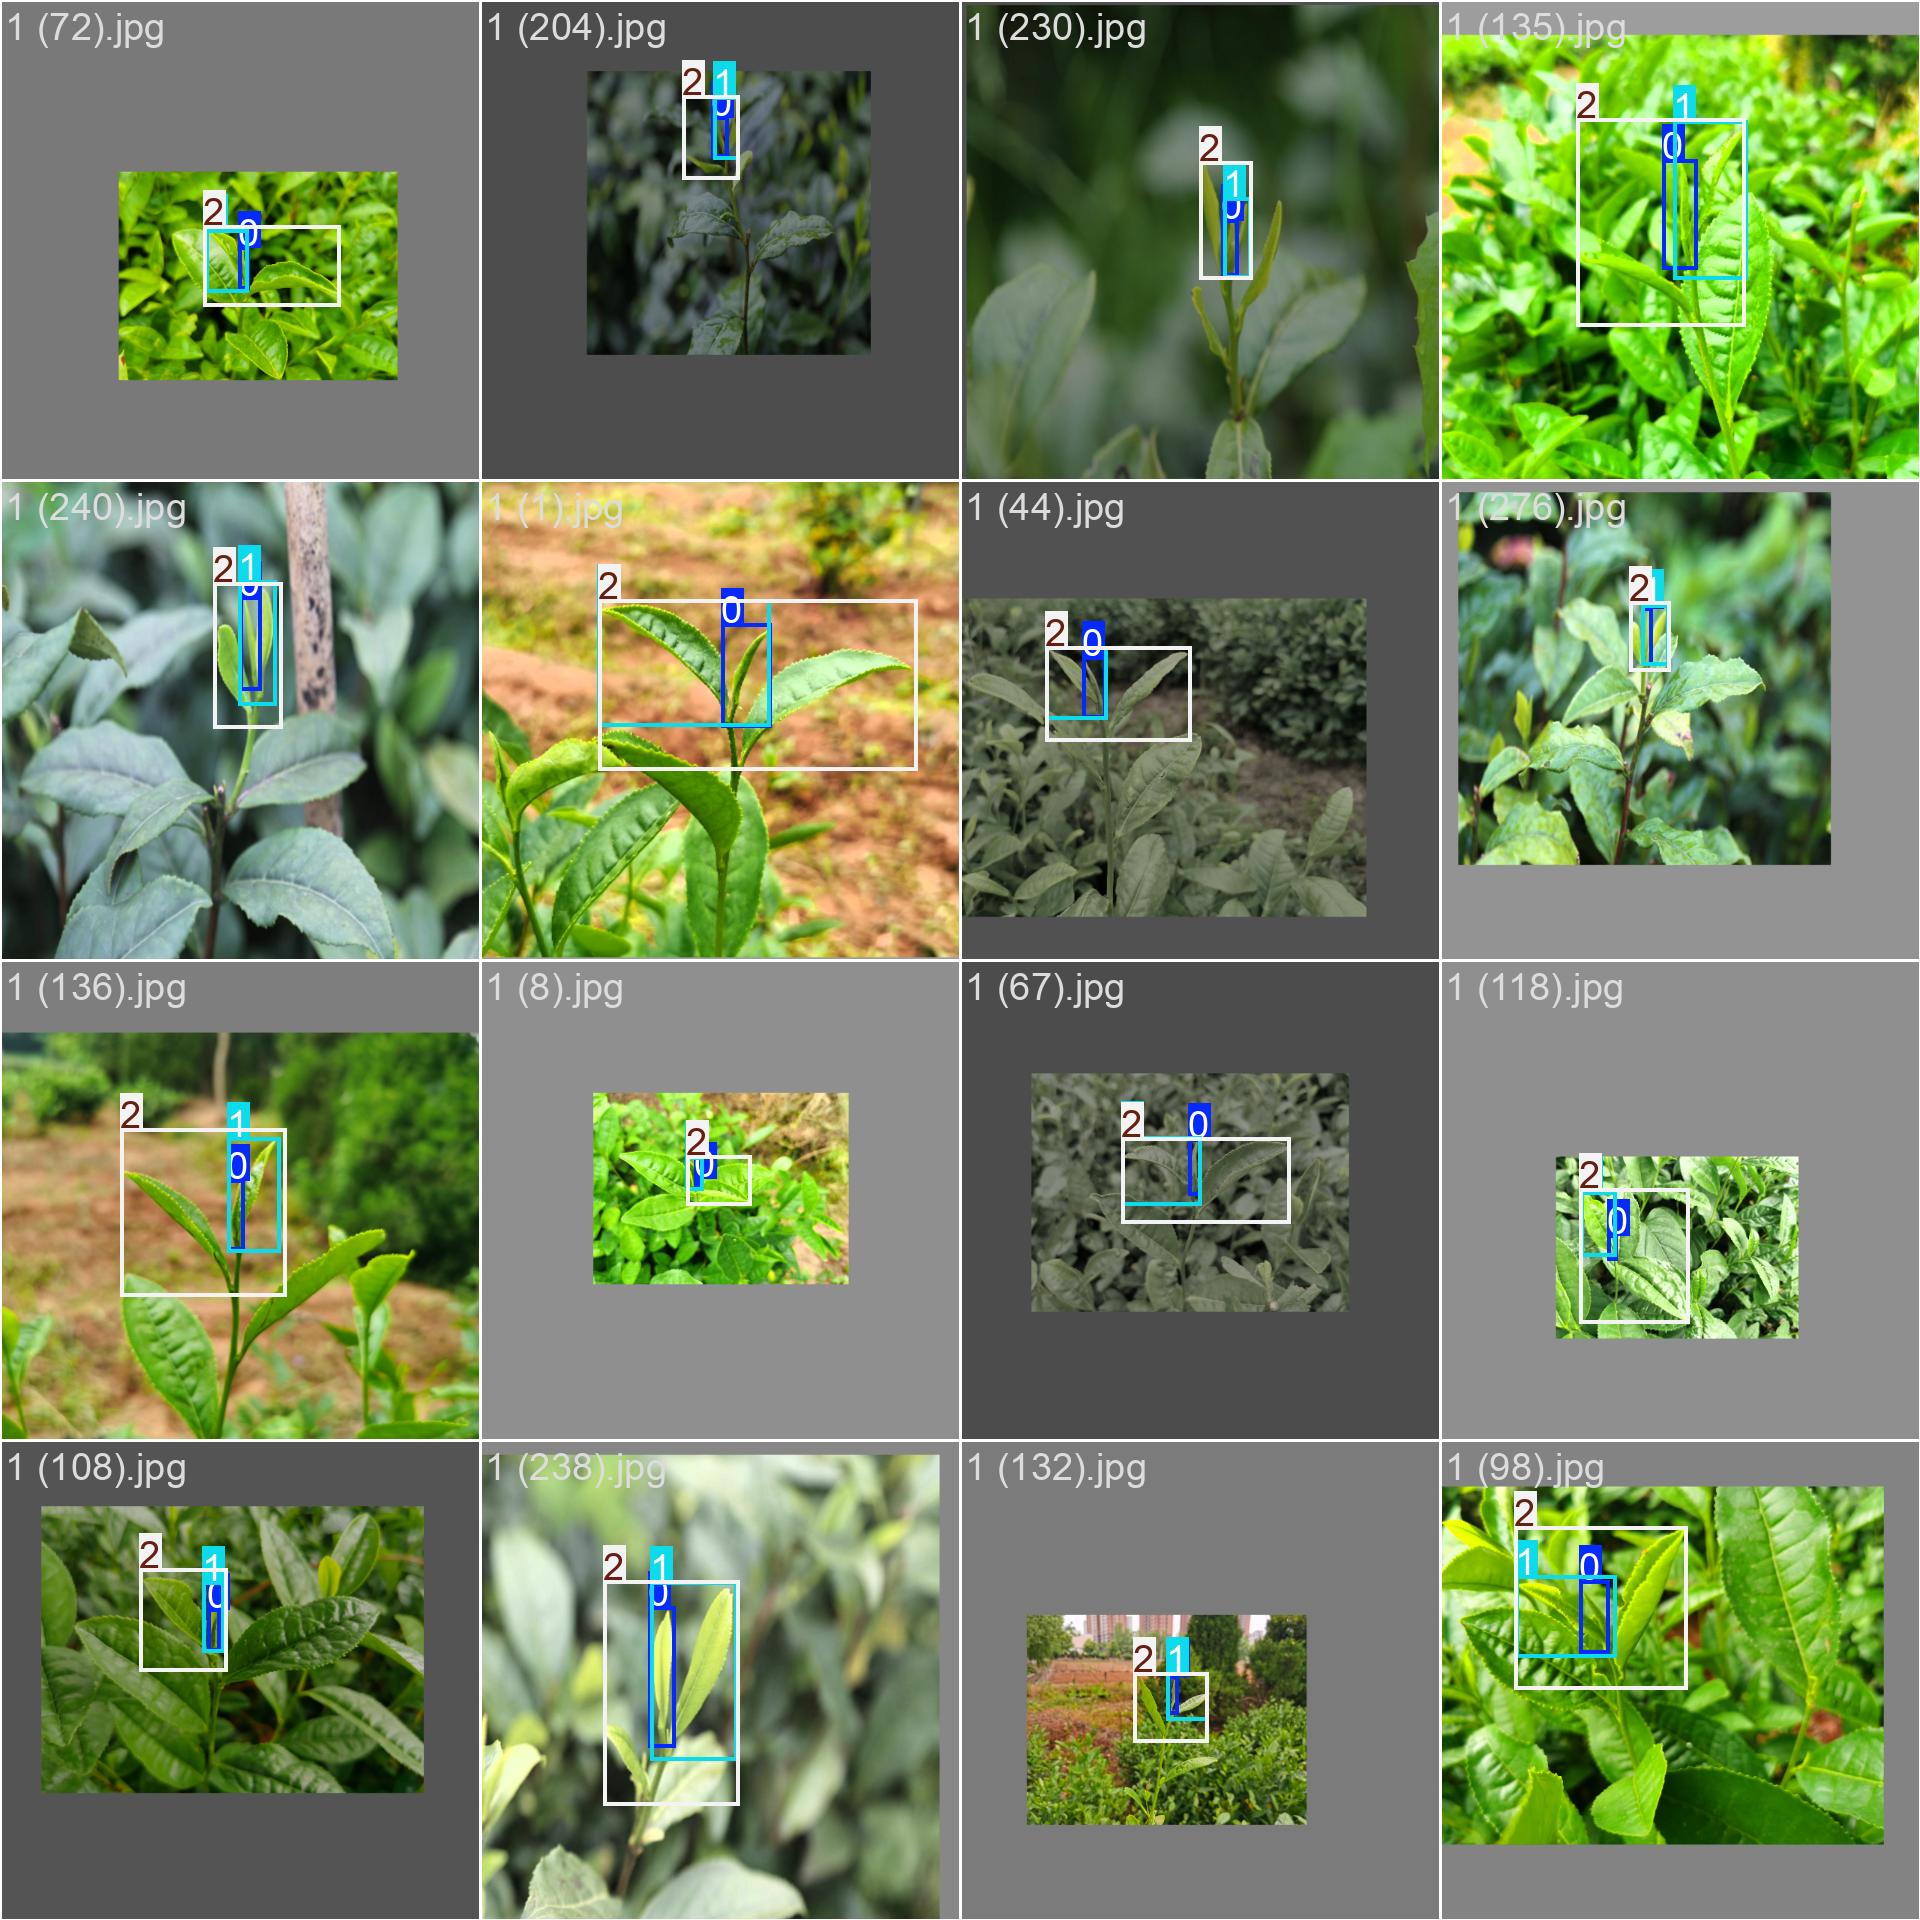 1 (72).jpg
2
0
1 (204).jpg
2 1
0
1 (230).jpg
2
1
0
1 (135).jpg
2 1
0
1 (240).jpg
2 1
0
1 (1).jpg
2
0
1 (44).jpg
2
0
1 (276).jpg
2
1 (136).jpg
2 1
0
1 (8).jpg
2
0
1 (67).jpg
2 0
1 (118).jpg
2
0
1 (108).jpg
2 1
0
1 (238).jpg
2 1
0
1 (132).jpg
2 1
1 (98).jpg
2
1 0